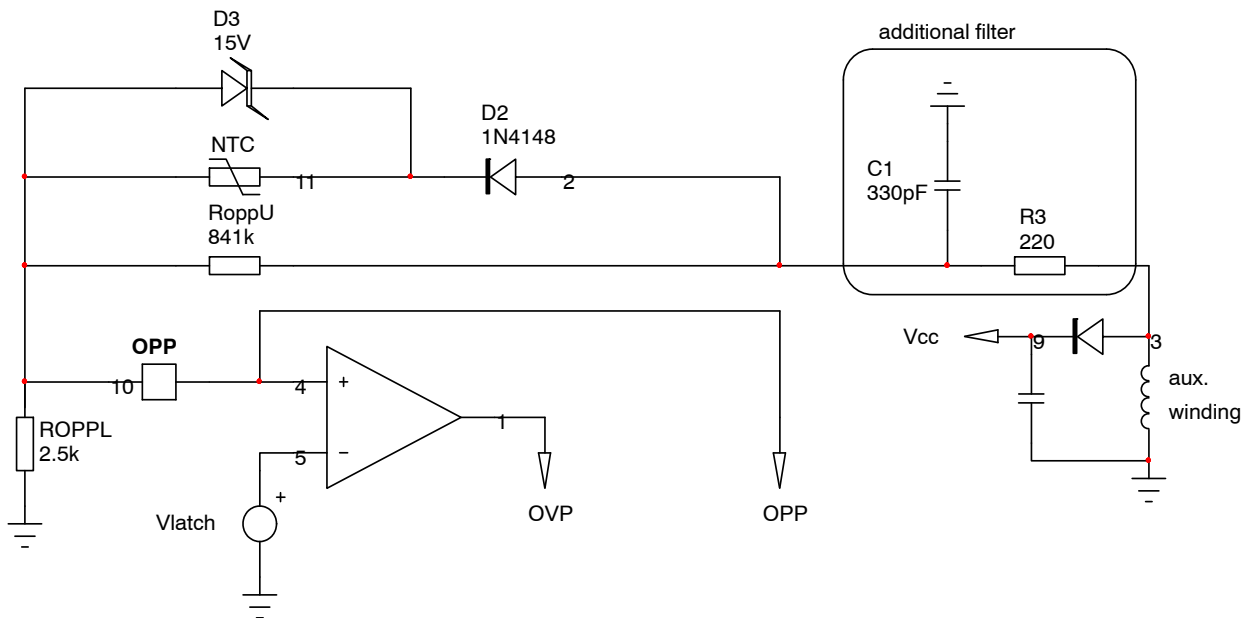 additional filter
D3
15V
D2
1N4148
NTC
11
2
C1
330pF
RoppU
841k
R3
220
OPP
10
4
+
Vcc
9
3
aux.
winding
ROPPL
2.5k
5
−
1
+
Vlatch
OVP
OPP